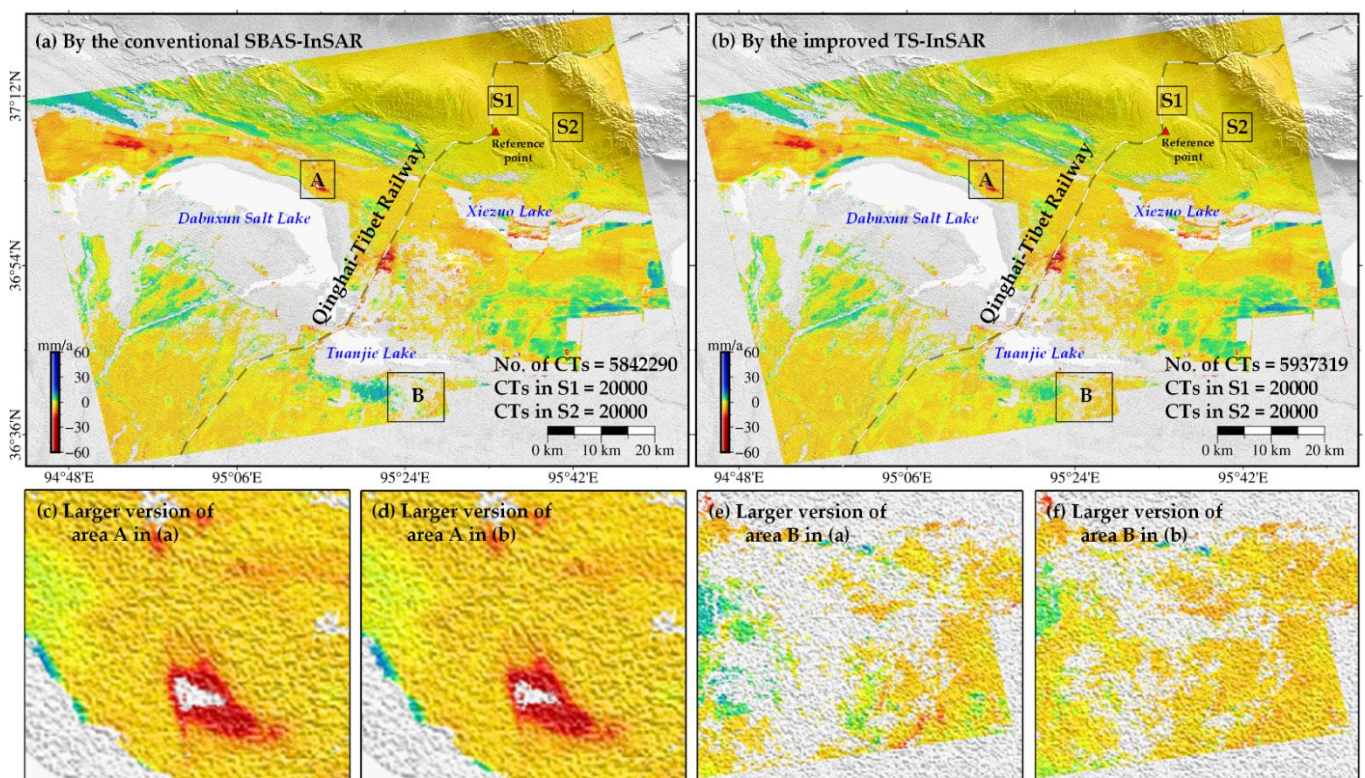 (a) By the conventional SBAS-InSAR
37°12'N
36°54'N
36°36'N
S1
S2
Reference
point
A
Qinghai-Tibet Railway
Dabuxun Salt Lake
Xiezuo Lake
Tuanjie Lake
mm/a
60
30
0
−30
−60
B
No. of CTs = 5842290
CTs in S1 = 20000
CTs in S2 = 20000
0 km 10 km 20 km
94°48'E 95°06'E 95°24'E 95°42'E
(b) By the improved TS-InSAR
S1
S2
Reference
point
A
Qinghai-Tibet Railway
Dabuxun Salt Lake
Xiezuo Lake
Tuanjie Lake
mm/a
60
30
0
−30
−60
B
No. of CTs = 5937319
CTs in S1 = 20000
CTs in S2 = 20000
0 km 10 km 20 km
94°48'E 95°06'E 95°24'E 95°42'E
(c) Larger version of
area A in (a)
(d) Larger version of
area A in (b)
(e) Larger version of
area B in (a)
(f) Larger version of
area B in (b)